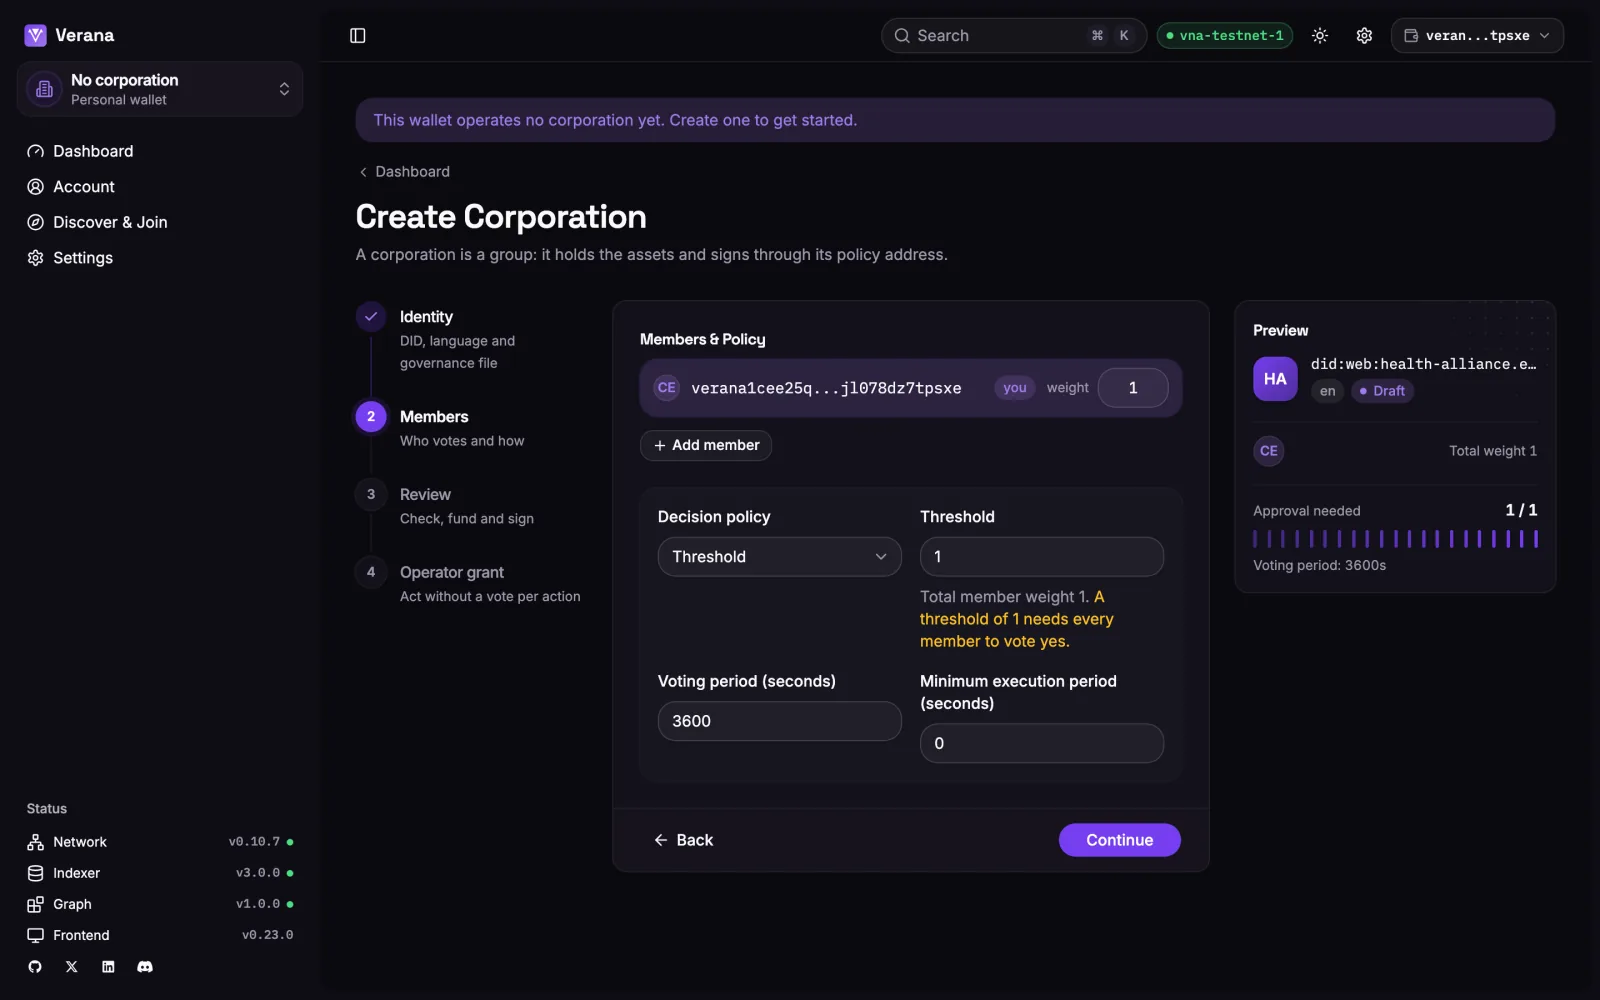 Verana
No corporation
Personal wallet
Dashboard
Account
Discover & Join
Settings
Status
Network v0.10.7
Indexer v3.0.0
Graph v1.0.0
Frontend v0.23.0
Search ⌘ K
vna-testnet-1
veran...tpsxe
This wallet operates no corporation yet. Create one to get started.
Dashboard
Create Corporation
A corporation is a group: it holds the assets and signs through its policy address.
Identity
DID, language and
governance file
2 Members
Who votes and how
3 Review
Check, fund and sign
4 Operator grant
Act without a vote per action
Members & Policy
CE verana1cee25q...jl078dz7tpsxe you weight 1
+ Add member
Decision policy
Threshold
Threshold
1
Total member weight 1. A
threshold of 1 needs every
member to vote yes.
Voting period (seconds)
3600
Minimum execution period
(seconds)
0
Back
Continue
Preview
HA
did:web:health-alliance.e…
en Draft
CE Total weight 1
Approval needed 1 / 1
Voting period: 3600s